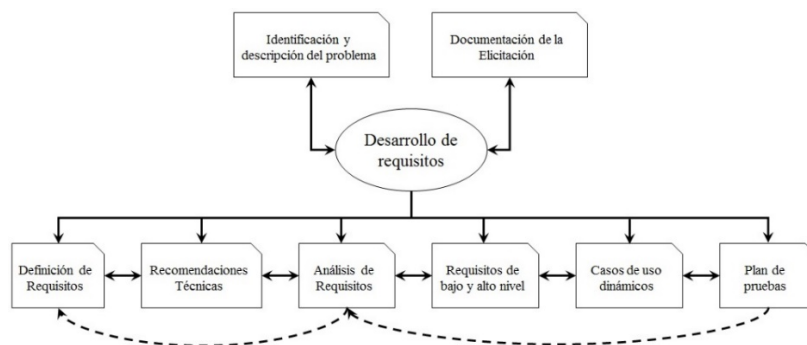 Identificación y
descripción del problema
Documentación de la
Elicitación
Desarrollo de
requisitos
Definición de
Requisitos
Recomendaciones
Técnicas
Análisis de
Requisitos
Requisitos de
bajo y alto nivel
Casos de uso
dinámicos
Plan de
pruebas